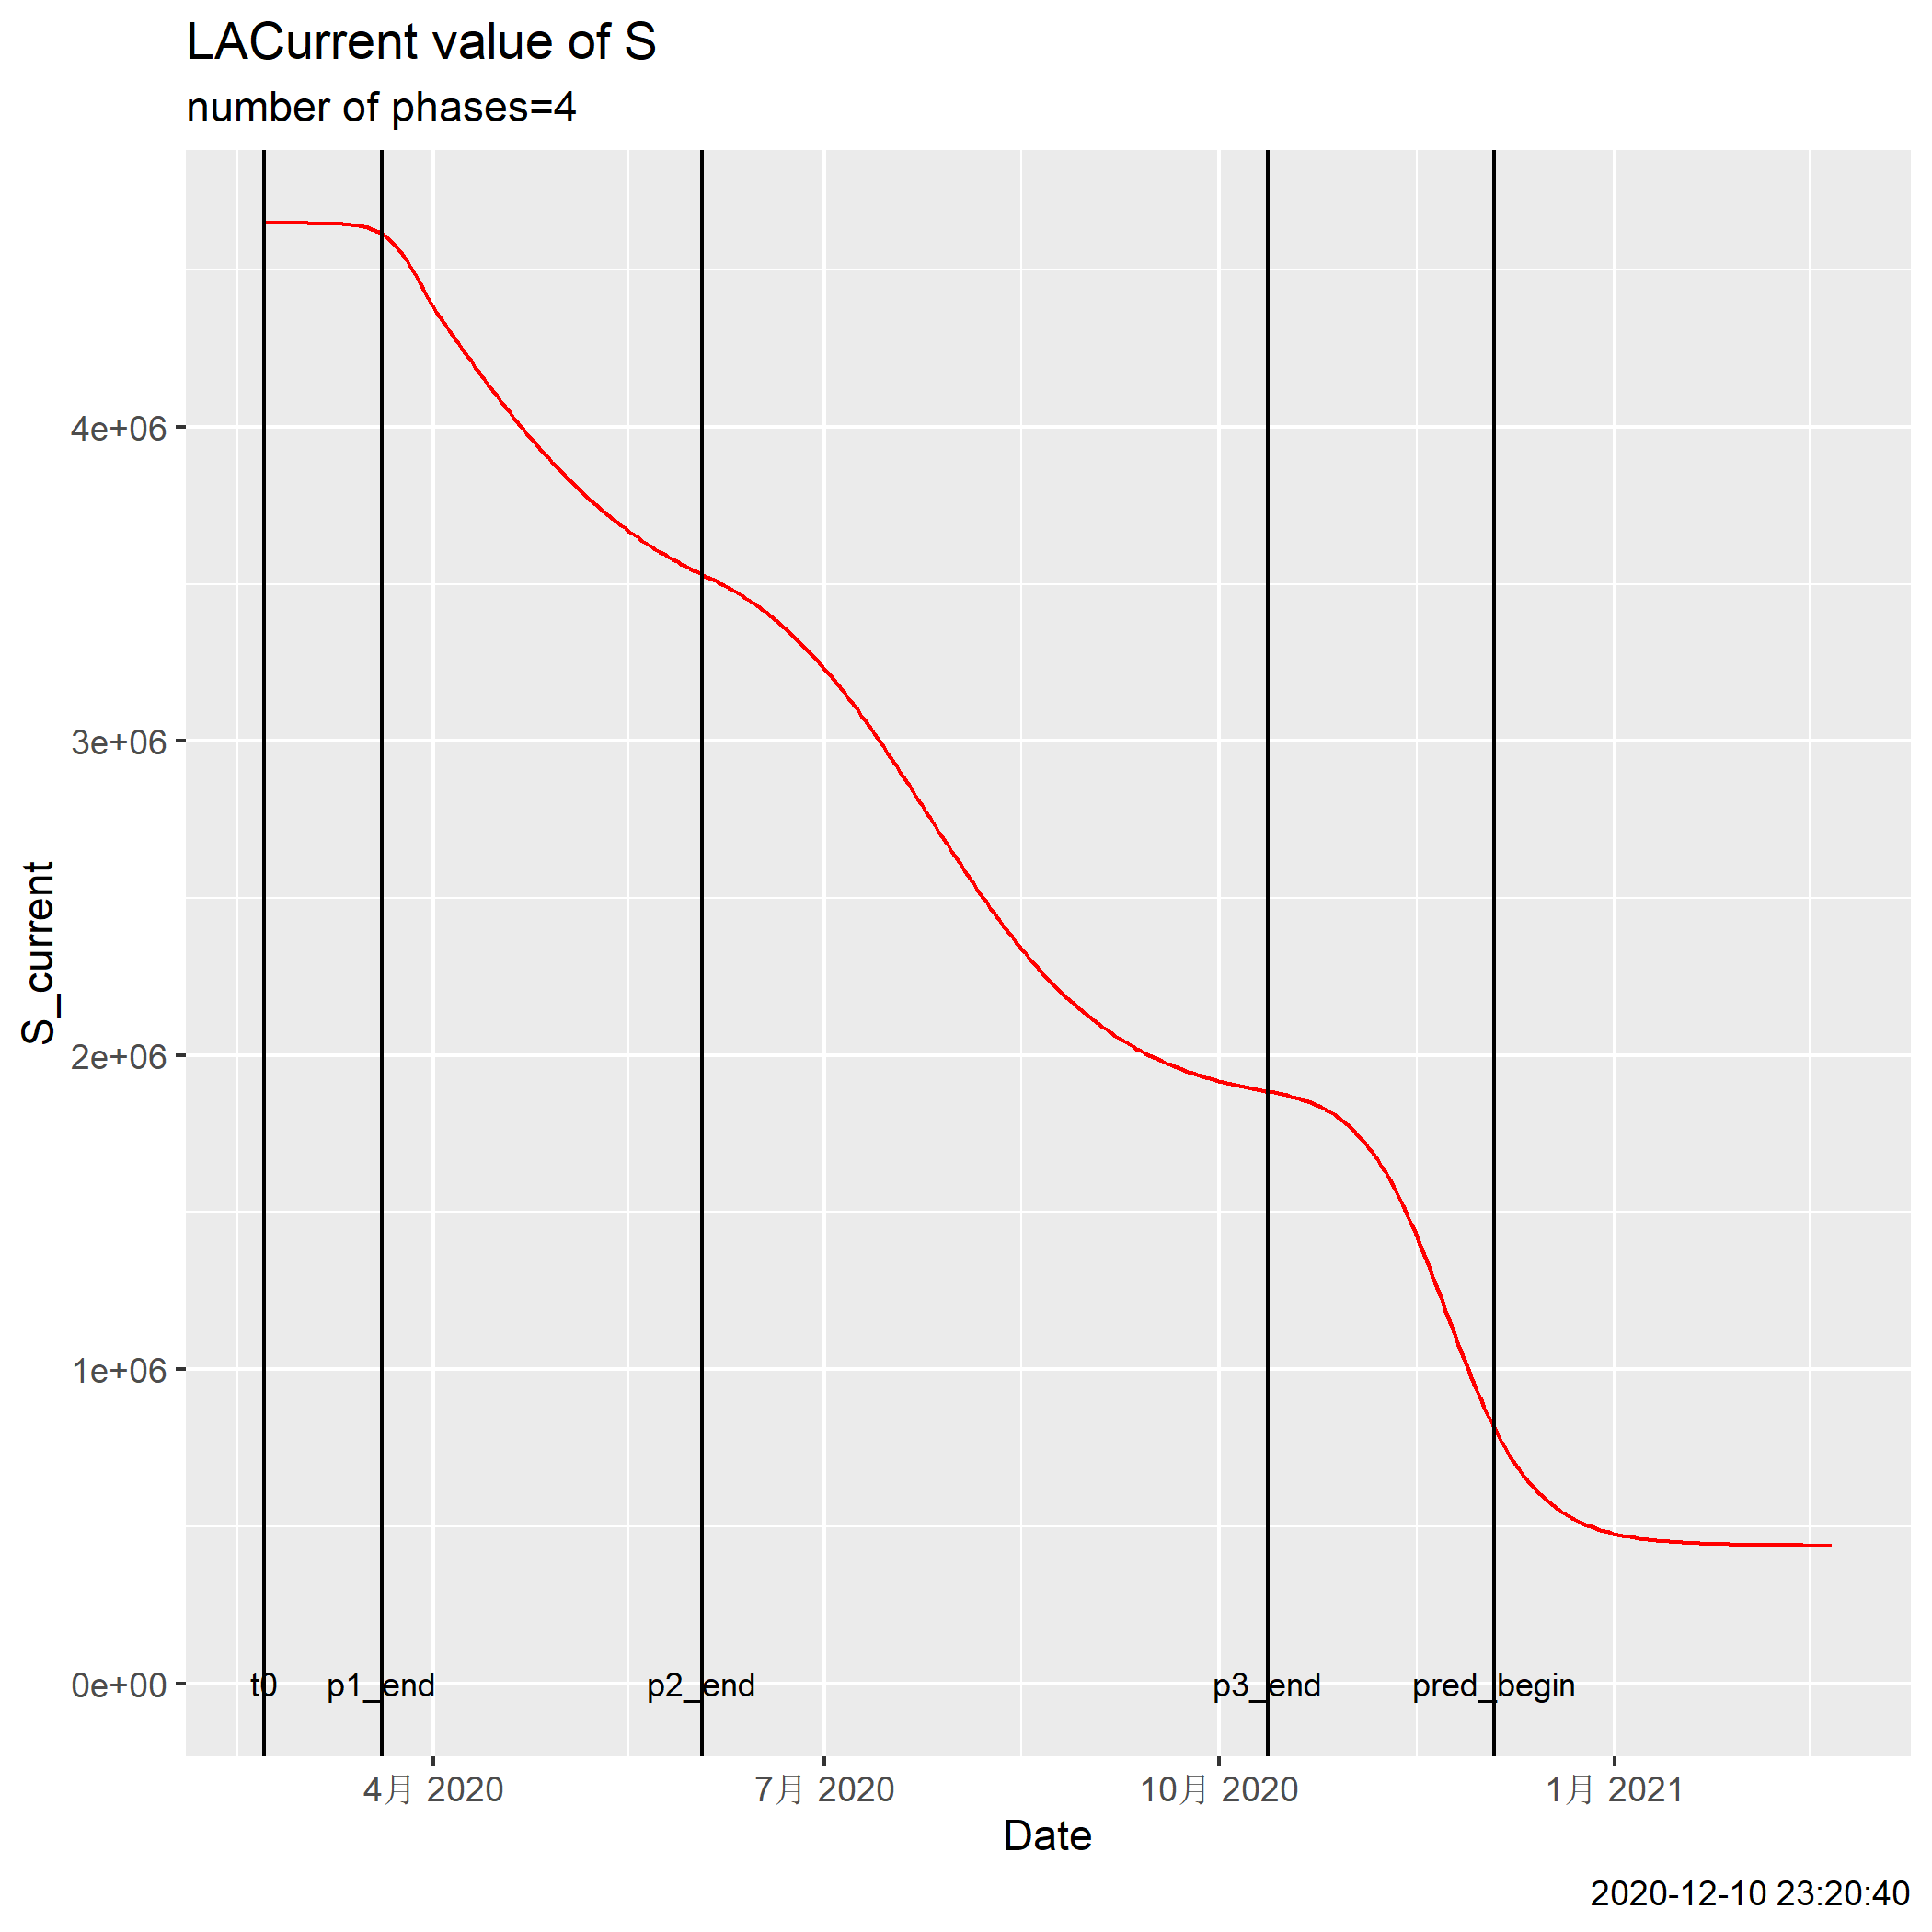 LACurrent value of S
number of phases=4
S_current
4e+06
3e+06
2e+06
1e+06
0e+00
t0 p1_end p2_end p3_end pred_begin
4月 2020 7月 2020 10月 2020 1月 2021
Date
2020-12-10 23:20:40